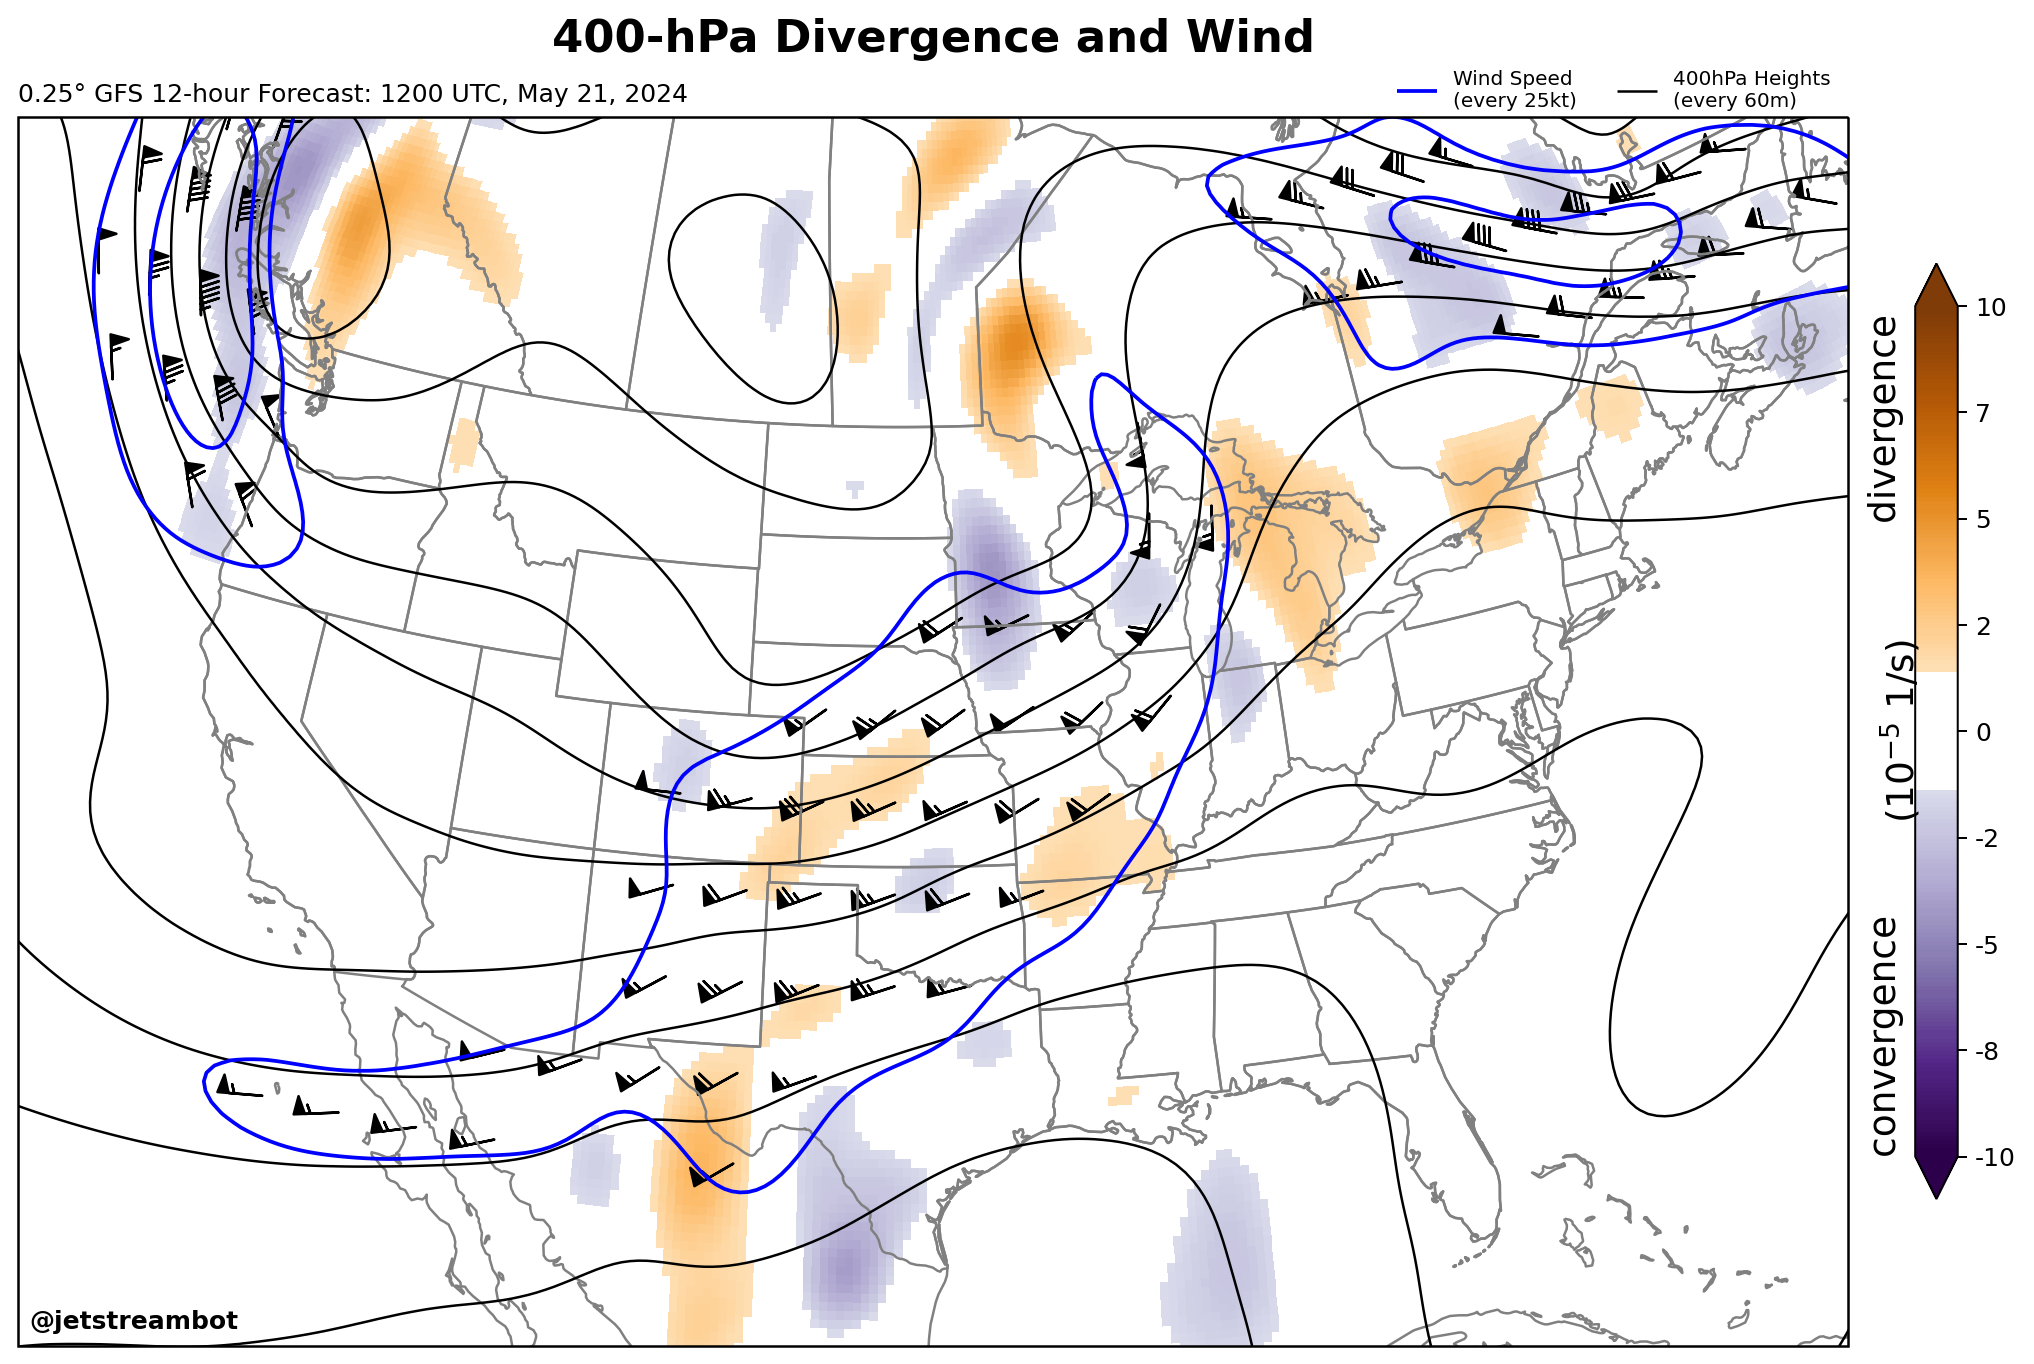 400-hPa Divergence and Wind
0.25° GFS 12-hour Forecast: 1200 UTC, May 21, 2024
Wind Speed
(every 25kt)
400hPa Heights
(every 60m)
10
7
5
2
0
-2
-5
-8
-10
divergence
(10⁻⁵ 1/s)
convergence
@jetstreambot